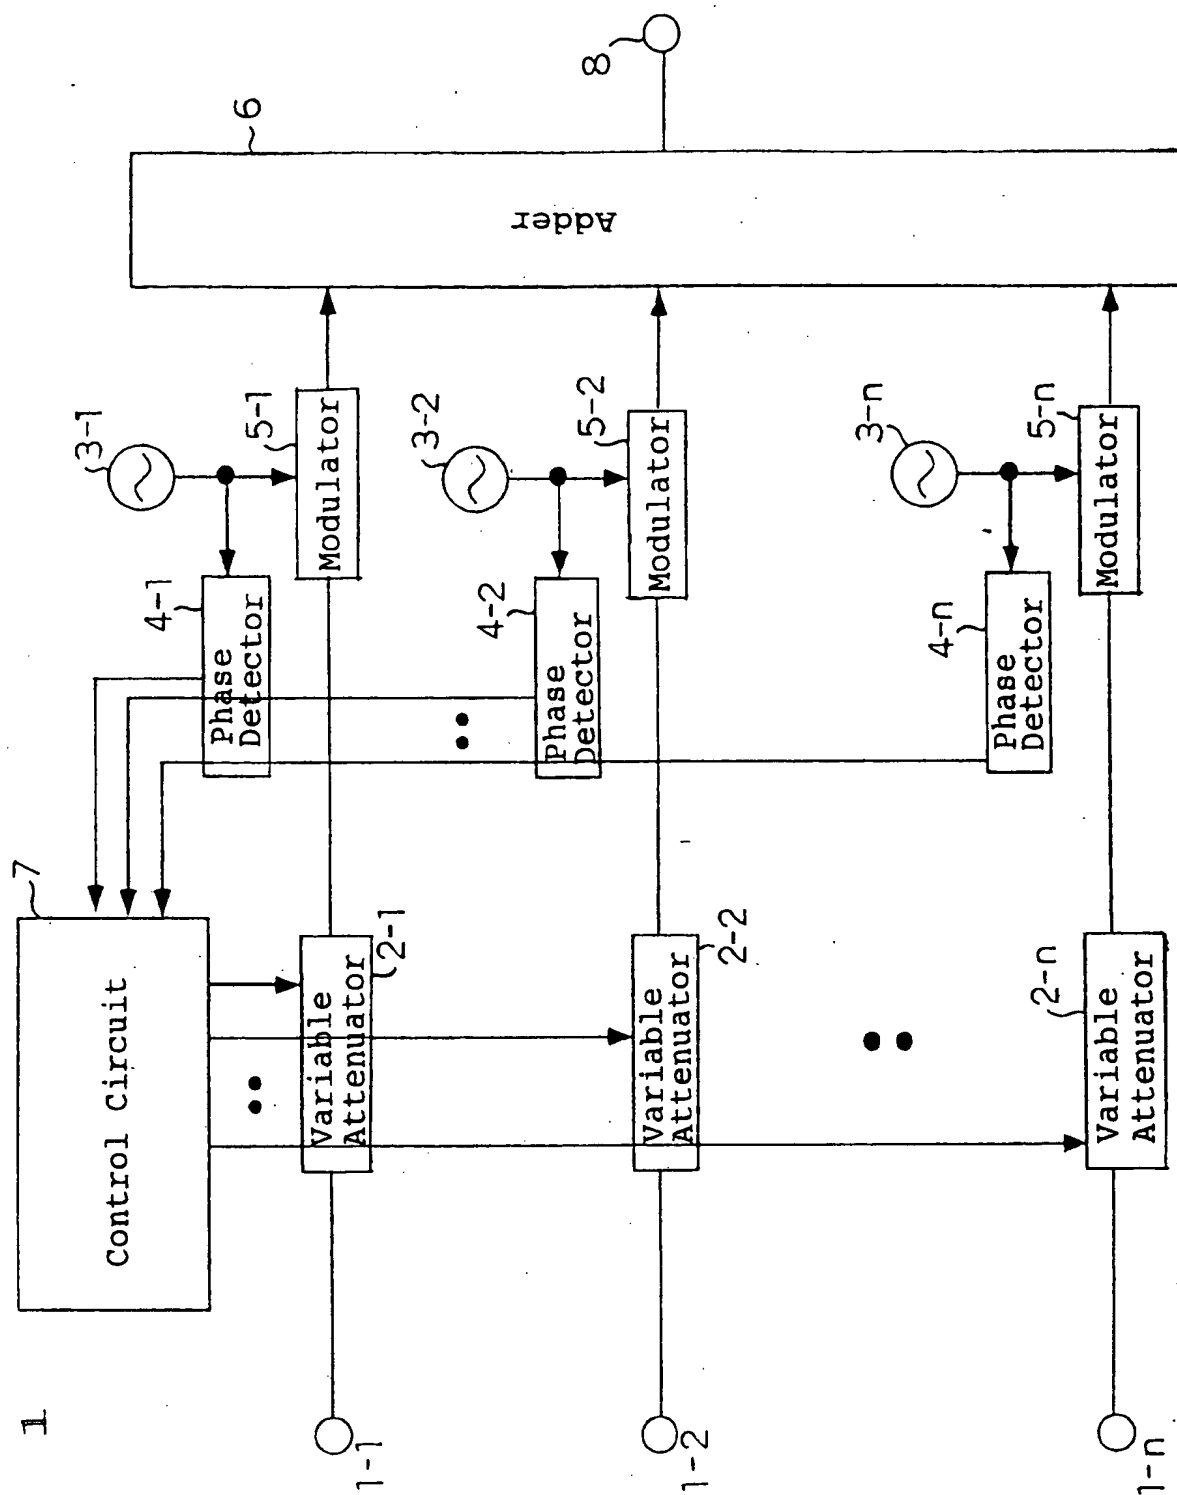 1
Control Circuit
7
1-1
Variable
Attenuator
2-1
Phase
Detector
4-1
3-1
Modulator
5-1
Adder
6
8
1-2
Variable
Attenuator
2-2
Phase
Detector
4-2
3-2
Modulator
5-2
1-n
Variable
Attenuator
2-n
Phase
Detector
4-n
3-n
Modulator
5-n